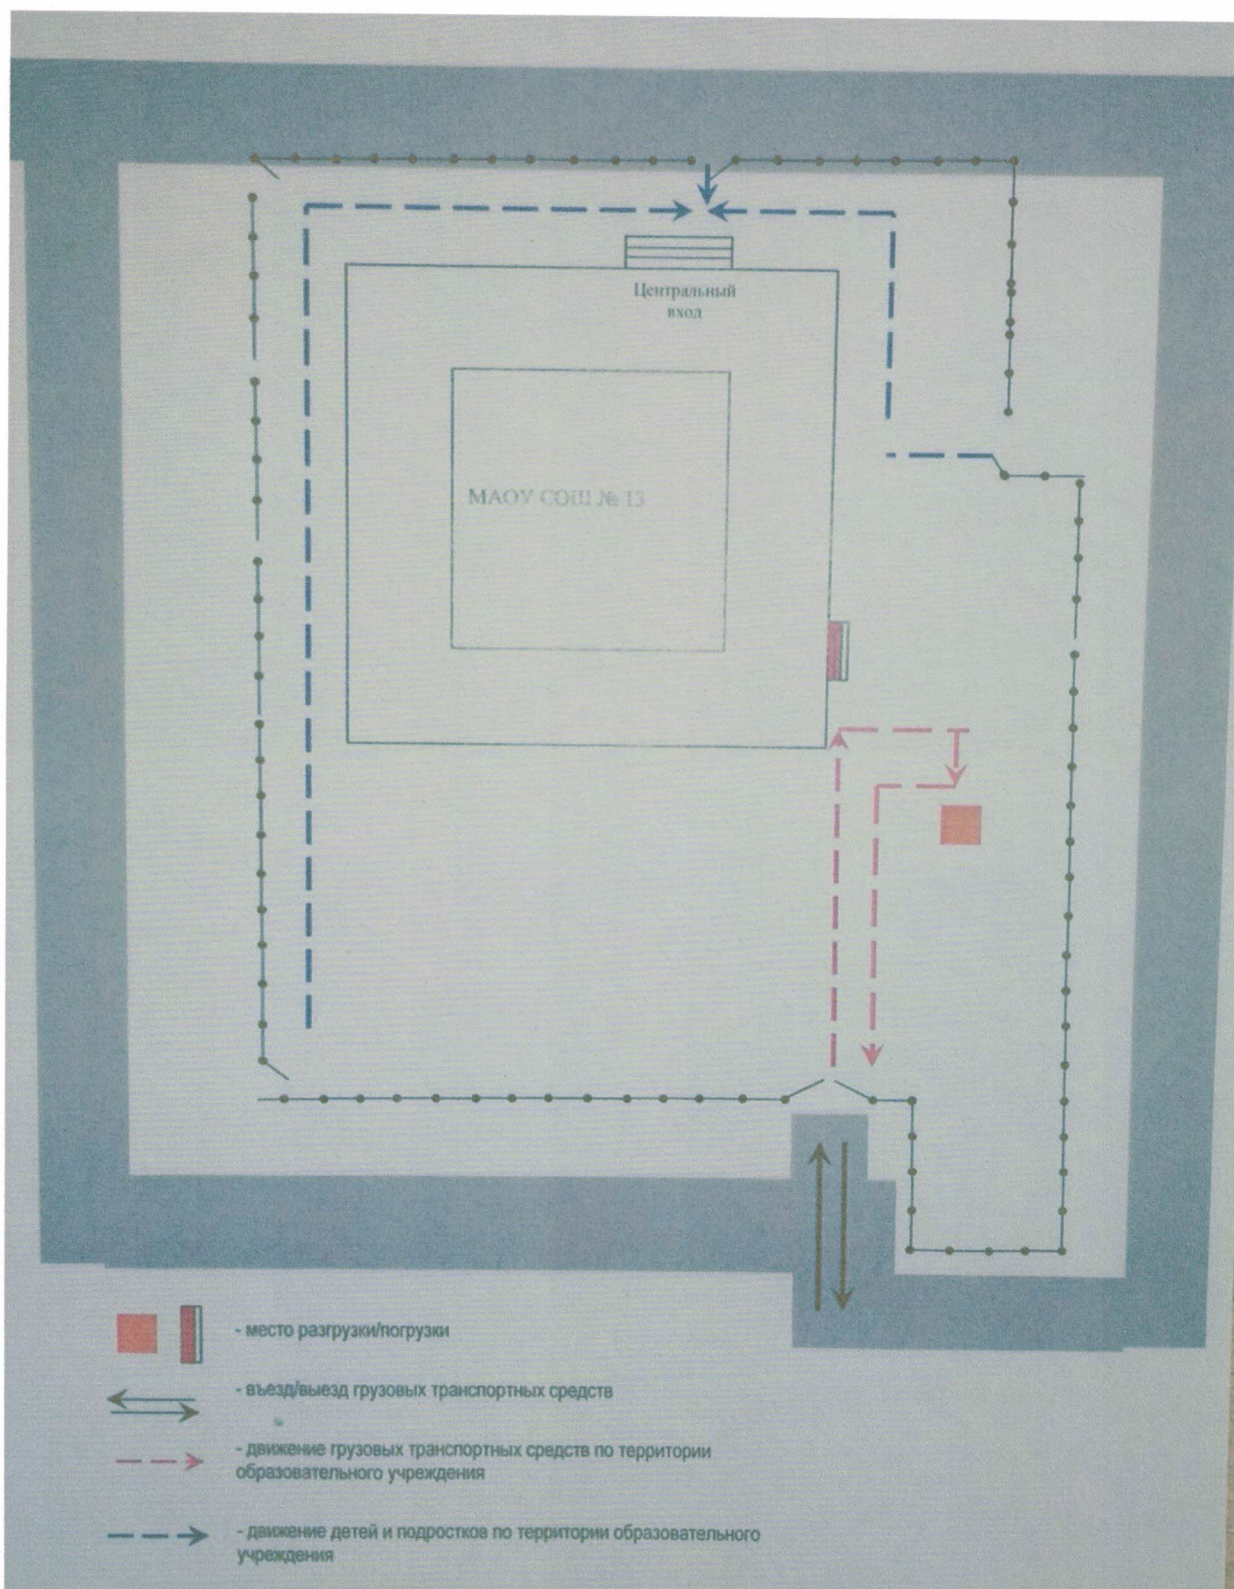 Центральный
вход
МАОУ СОШ № 13
- место разгрузки/погрузки
- въезд/выезд грузовых транспортных средств
- движение грузовых транспортных средств по территории
образовательного учреждения
- движение детей и подростков по территории образовательного
учреждения